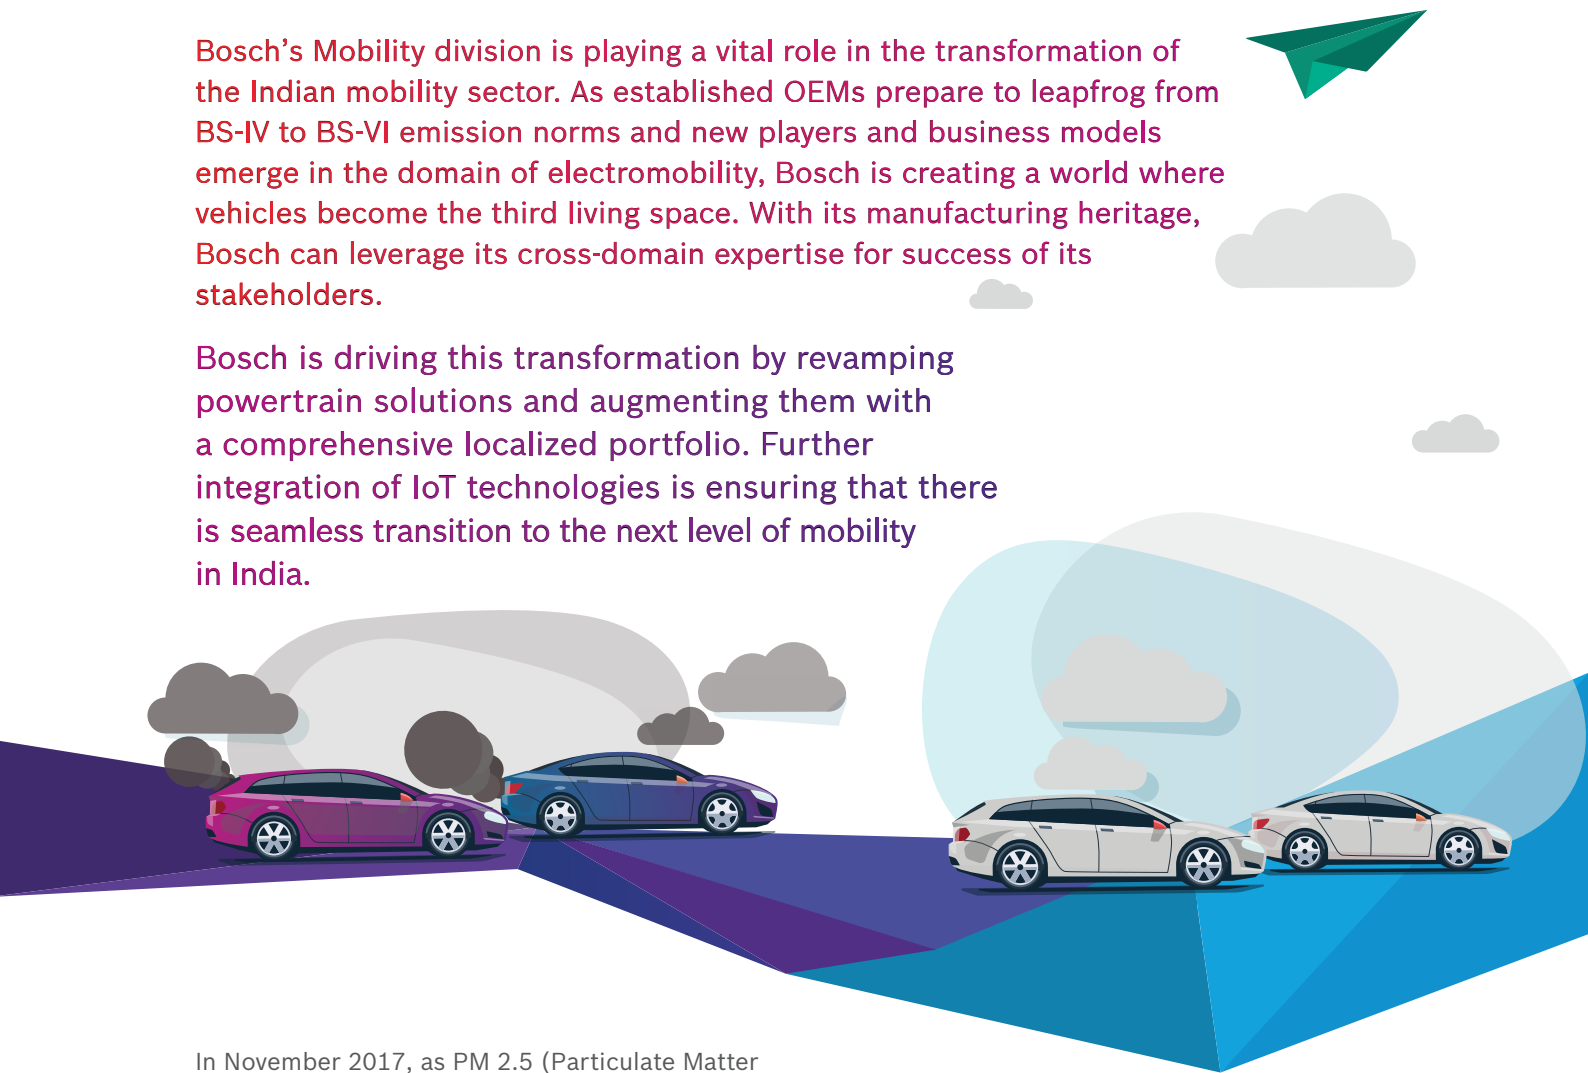 Bosch’s Mobility division is playing a vital role in the transformation of
the Indian mobility sector. As established OEMs prepare to leapfrog from
BS-IV to BS-VI emission norms and new players and business models
emerge in the domain of electromobility, Bosch is creating a world where
vehicles become the third living space. With its manufacturing heritage,
Bosch can leverage its cross-domain expertise for success of its
stakeholders.
Bosch is driving this transformation by revamping
powertrain solutions and augmenting them with
a comprehensive localized portfolio. Further
integration of IoT technologies is ensuring that there
is seamless transition to the next level of mobility
in India.
In November 2017, as PM 2.5 (Particulate Matter